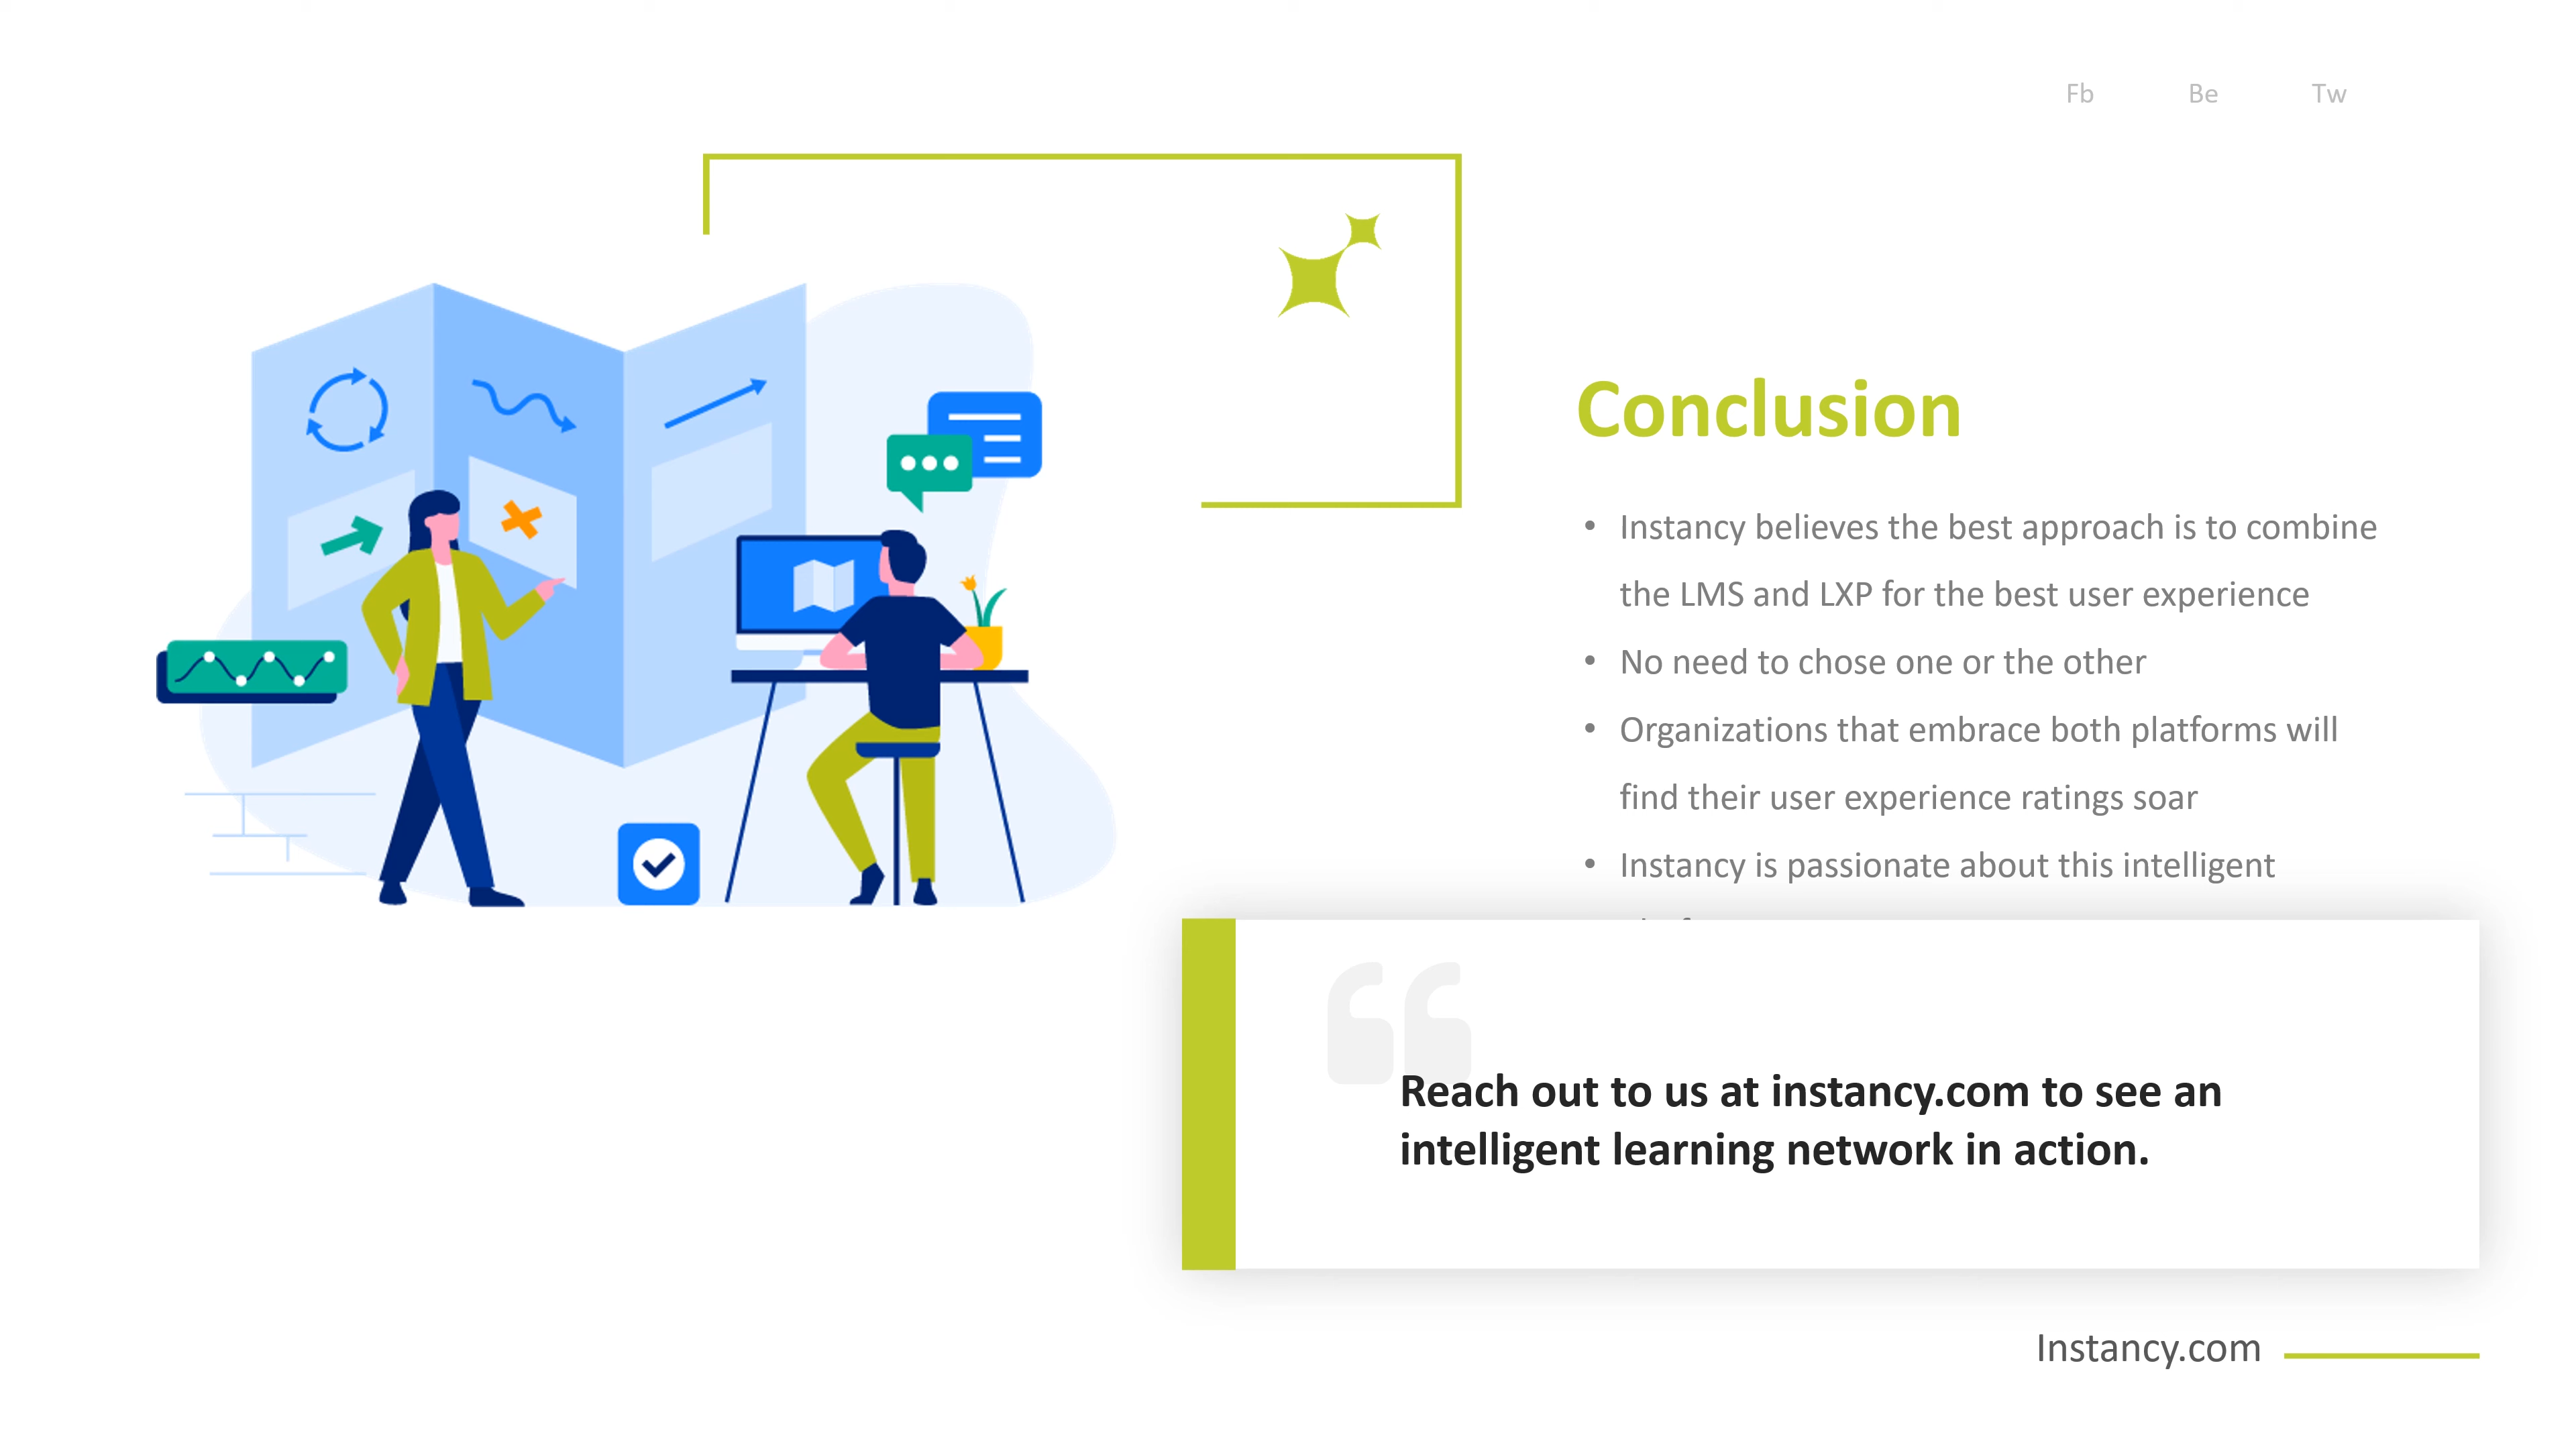 Fb Be Tw
Conclusion
• Instancy believes the best approach is to combine
the LMS and LXP for the best user experience
• No need to chose one or the other
• Organizations that embrace both platforms will
find their user experience ratings soar
• Instancy is passionate about this intelligent
Reach out to us at instancy.com to see an
intelligent learning network in action.
Instancy.com